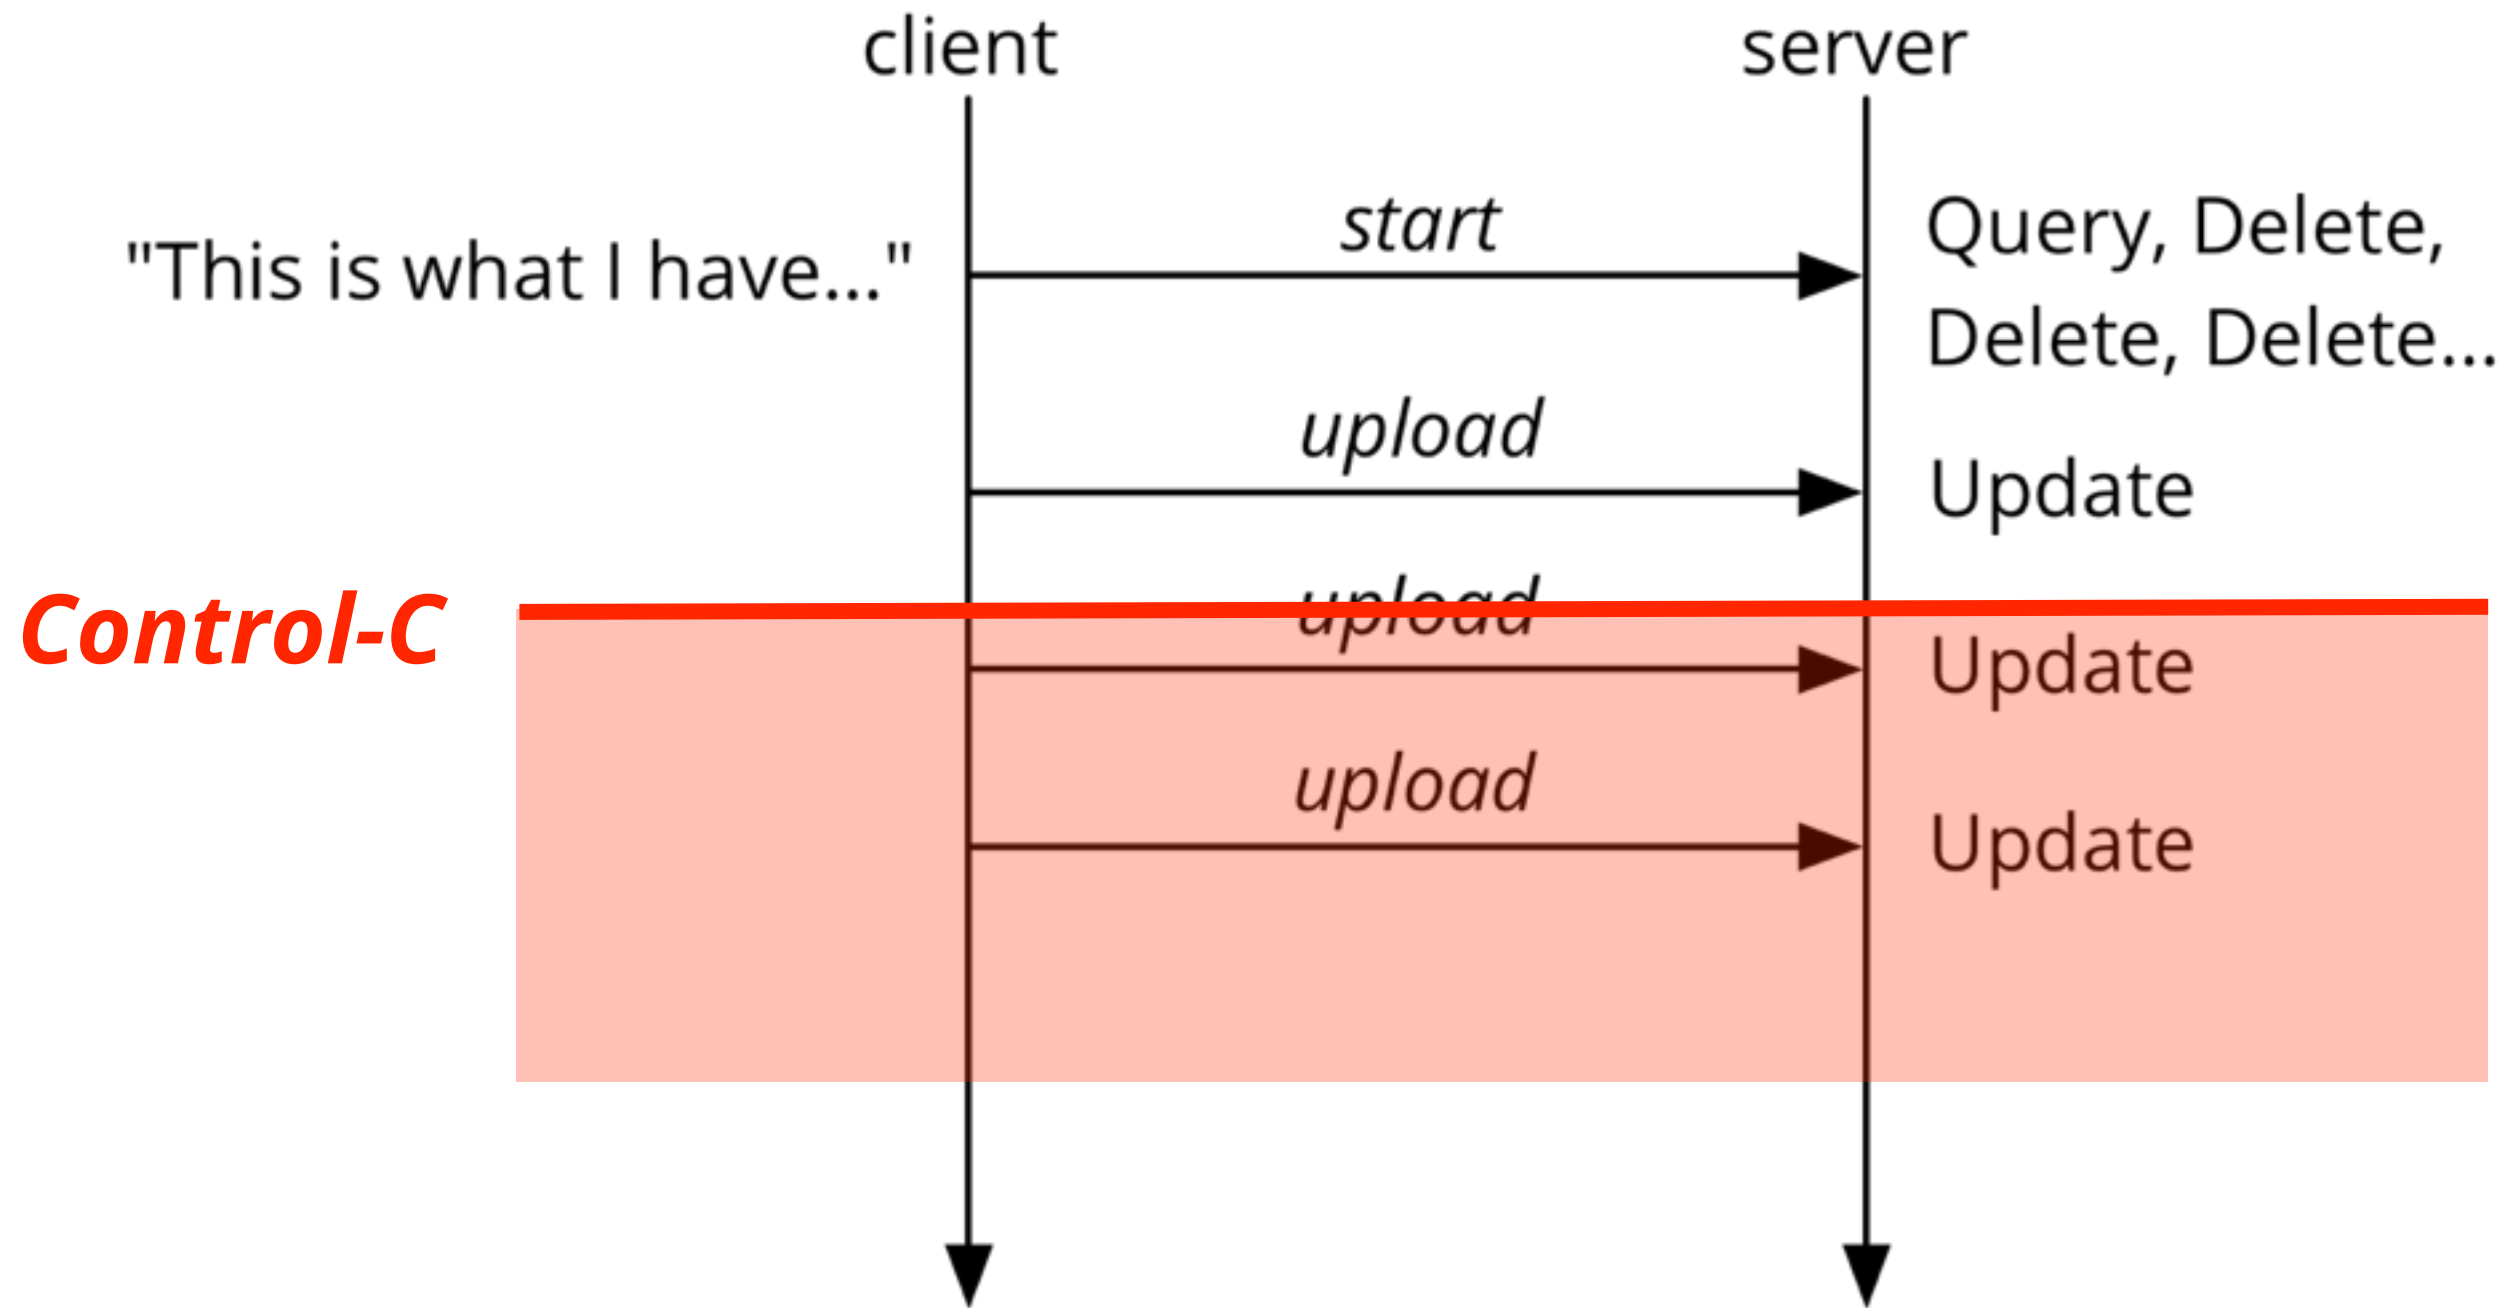 client
server
start
Query, Delete,
"This is what I have..."
Delete, Delete...
upload
Update
Control-C
upload
Update
upload
Update